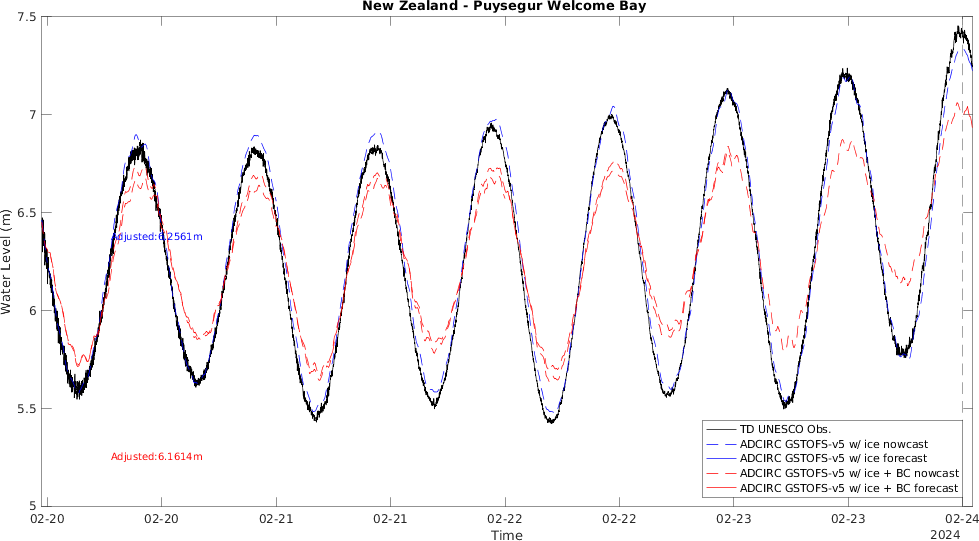 New Zealand - Puysegur Welcome Bay
7.5
7
6.5
6
5.5
5
Water Level (m)
Adjusted:6.2561m
Adjusted:6.1614m
TD UNESCO Obs.
ADCIRC GSTOFS-v5 w/ ice nowcast
ADCIRC GSTOFS-v5 w/ ice forecast
ADCIRC GSTOFS-v5 w/ ice + BC nowcast
ADCIRC GSTOFS-v5 w/ ice + BC forecast
02-20 02-20 02-21 02-21 02-22 02-22 02-23 02-23 02-24
Time
2024